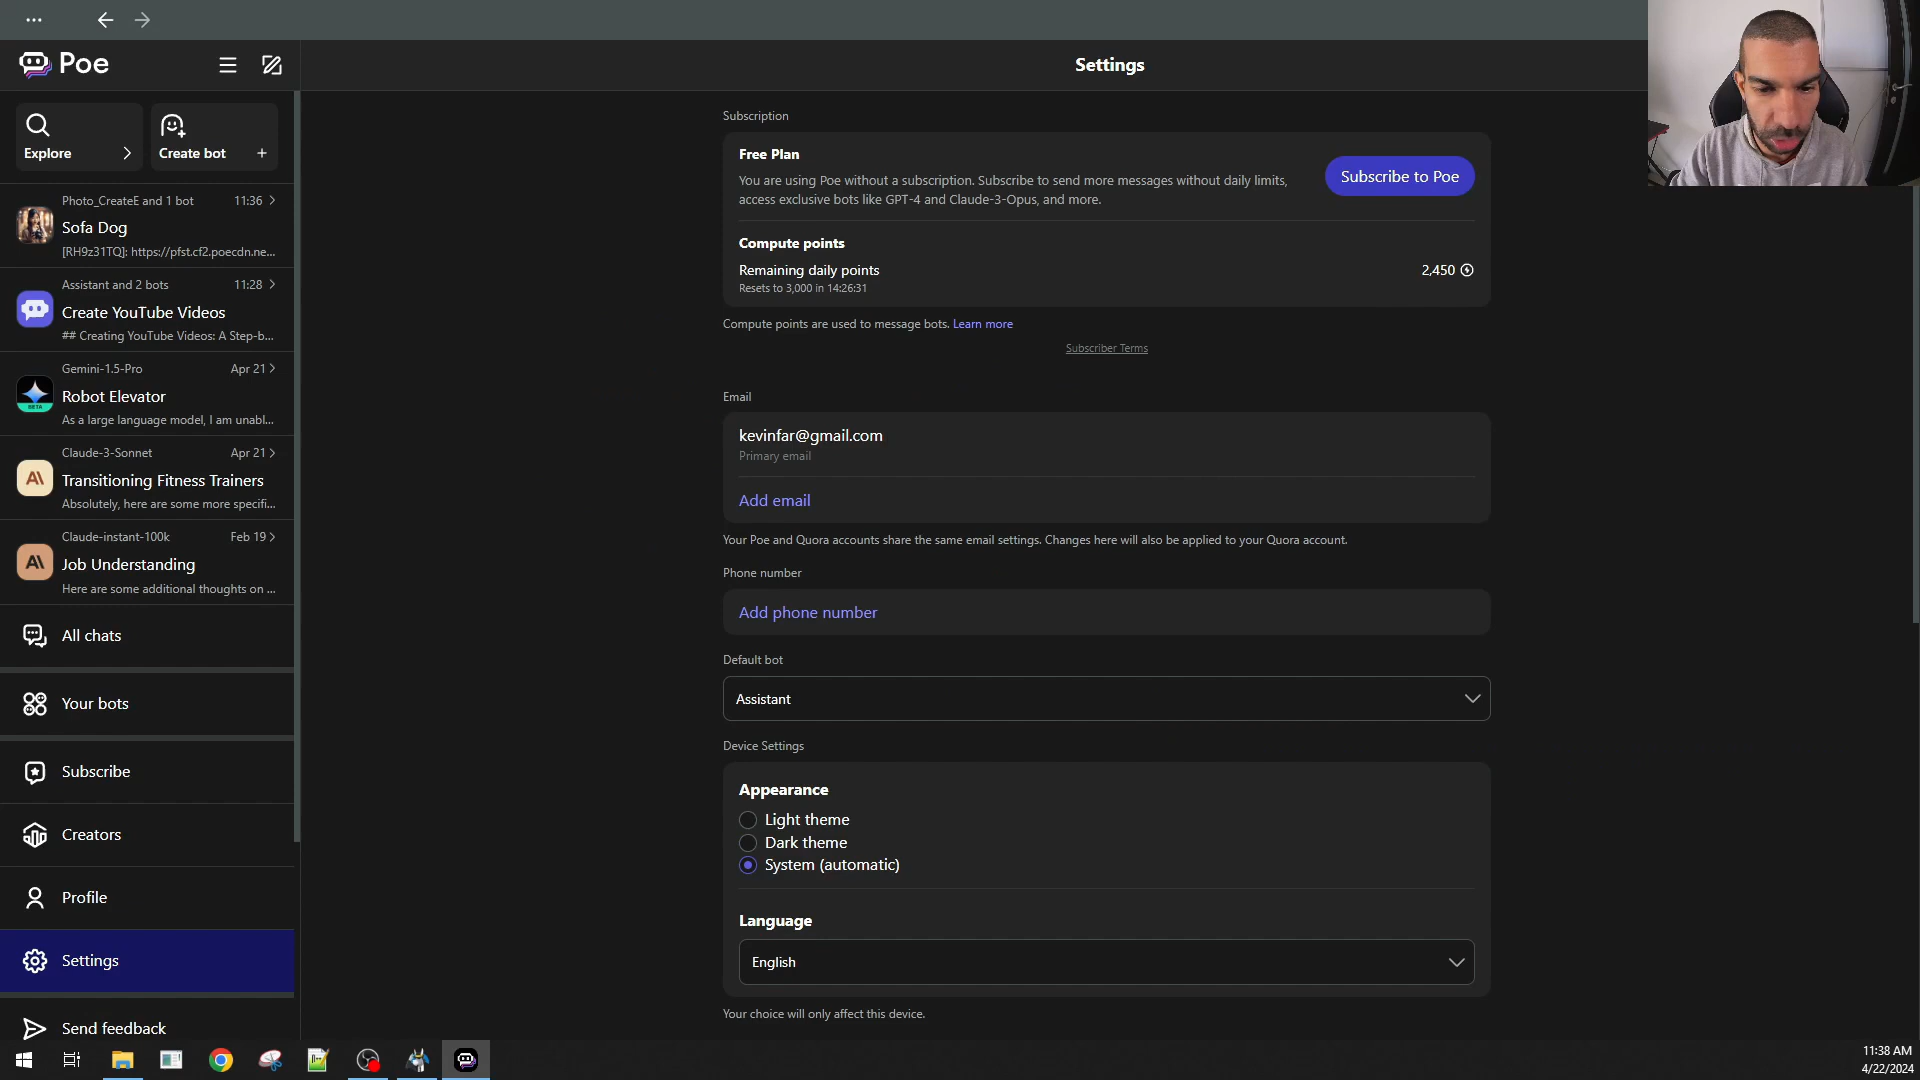 Poe
Explore
Create bot
Photo_CreateE and 1 bot 11:36
Sofa Dog
[RH9z31TQ]: https://pfst.cf2.poecdn.ne...
Assistant and 2 bots 11:28
Create YouTube Videos
## Creating YouTube Videos: A Step-b...
Gemini-1.5-Pro Apr 21
BETA
Robot Elevator
As a large language model, I am unabl...
Claude-3-Sonnet Apr 21
Transitioning Fitness Trainers
Absolutely, here are some more specifi...
Claude-instant-100k Feb 19
Job Understanding
Here are some additional thoughts on ...
All chats
Your bots
Subscribe
Creators
Profile
Settings
Send feedback
Settings
Subscription
Free Plan
You are using Poe without a subscription. Subscribe to send more messages without daily limits,
access exclusive bots like GPT-4 and Claude-3-Opus, and more.
Subscribe to Poe
Compute points
Remaining daily points 2,450
Resets to 3,000 in 14:26:31
Compute points are used to message bots. Learn more
Subscriber Terms
Email
kevinfar@gmail.com
Primary email
Add email
Your Poe and Quora accounts share the same email settings. Changes here will also be applied to your Quora account.
Phone number
Add phone number
Default bot
Assistant
Device Settings
Appearance
Light theme
Dark theme
System (automatic)
Language
English
Your choice will only affect this device.
11:38 AM
4/22/2024